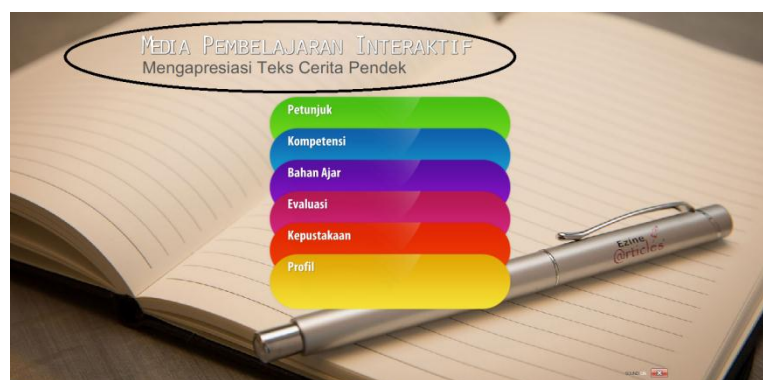 MEDIA PEMBELAJARAN INTERAKTIF
Mengapresiasi Teks Cerita Pendek
Petunjuk
Kompetensi
Bahan Ajar
Evaluasi
Kepustakaan
Profil
Ezine
@rticles